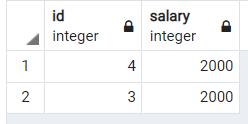 id salary
integer integer
1 4 2000
2 3 2000